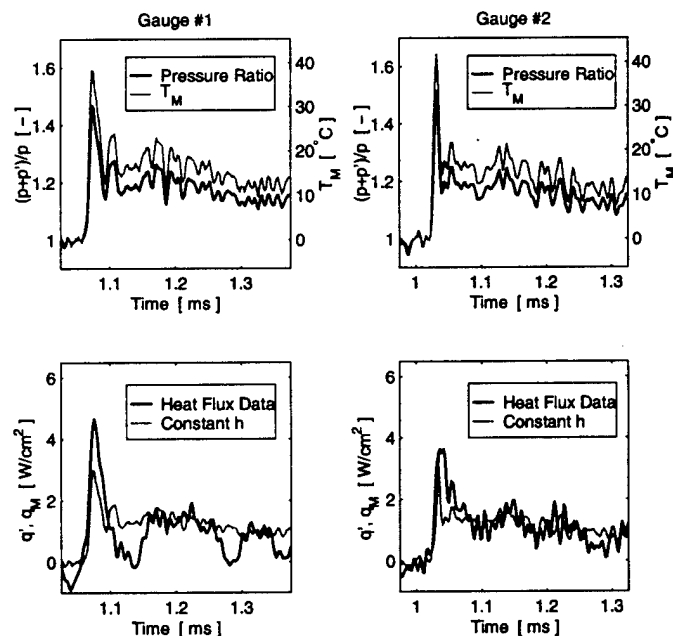 Gauge #1
Gauge #2
(p+p')/p [ – ]
1.6
1.4
1.2
1
Pressure Ratio
T_M
40
30
20
10
0
T_M [ °C ]
1.1
1.2
1.3
Time [ ms ]
(p+p')/p [ – ]
1.6
1.4
1.2
1
Pressure Ratio
T_M
40
30
20
10
0
T_M [ °C ]
1
1.1
1.2
1.3
Time [ ms ]
q', q_M [ W/cm² ]
6
4
2
0
Heat Flux Data
Constant h
1.1
1.2
1.3
Time [ ms ]
q', q_M [ W/cm² ]
6
4
2
0
Heat Flux Data
Constant h
1
1.1
1.2
1.3
Time [ ms ]